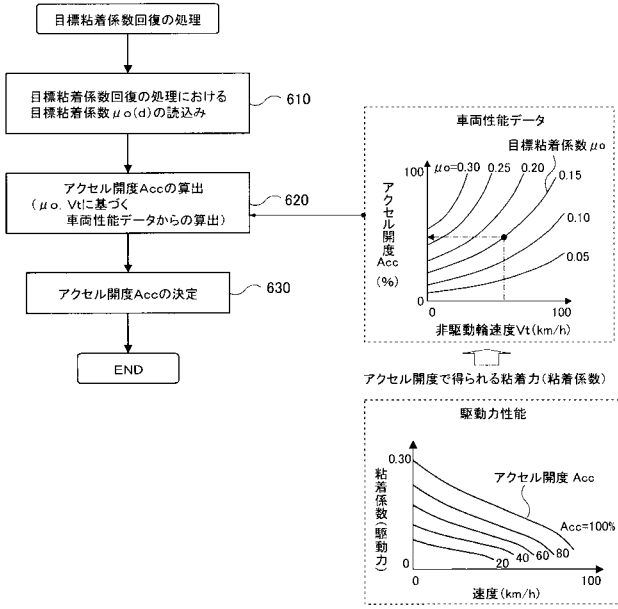 目標粘着係数回復の処理
目標粘着係数回復の処理における
目標粘着係数μo(d)の読込み
610
アクセル開度Accの算出
(μo, Vtに基づく
車両性能データからの算出)
620
アクセル開度Accの決定
630
END
車両性能データ
目標粘着係数μo
μo=0.30
0.25
0.20
0.15
0.10
0.05
100
アクセル開度Acc
(%)
0
0
100
非駆動輪速度Vt(km/h)
アクセル開度で得られる粘着力(粘着係数)
駆動力性能
0.30
アクセル開度 Acc
粘着係数(駆動力)
Acc=100%
20
40
60
80
0
0
100
速度(km/h)